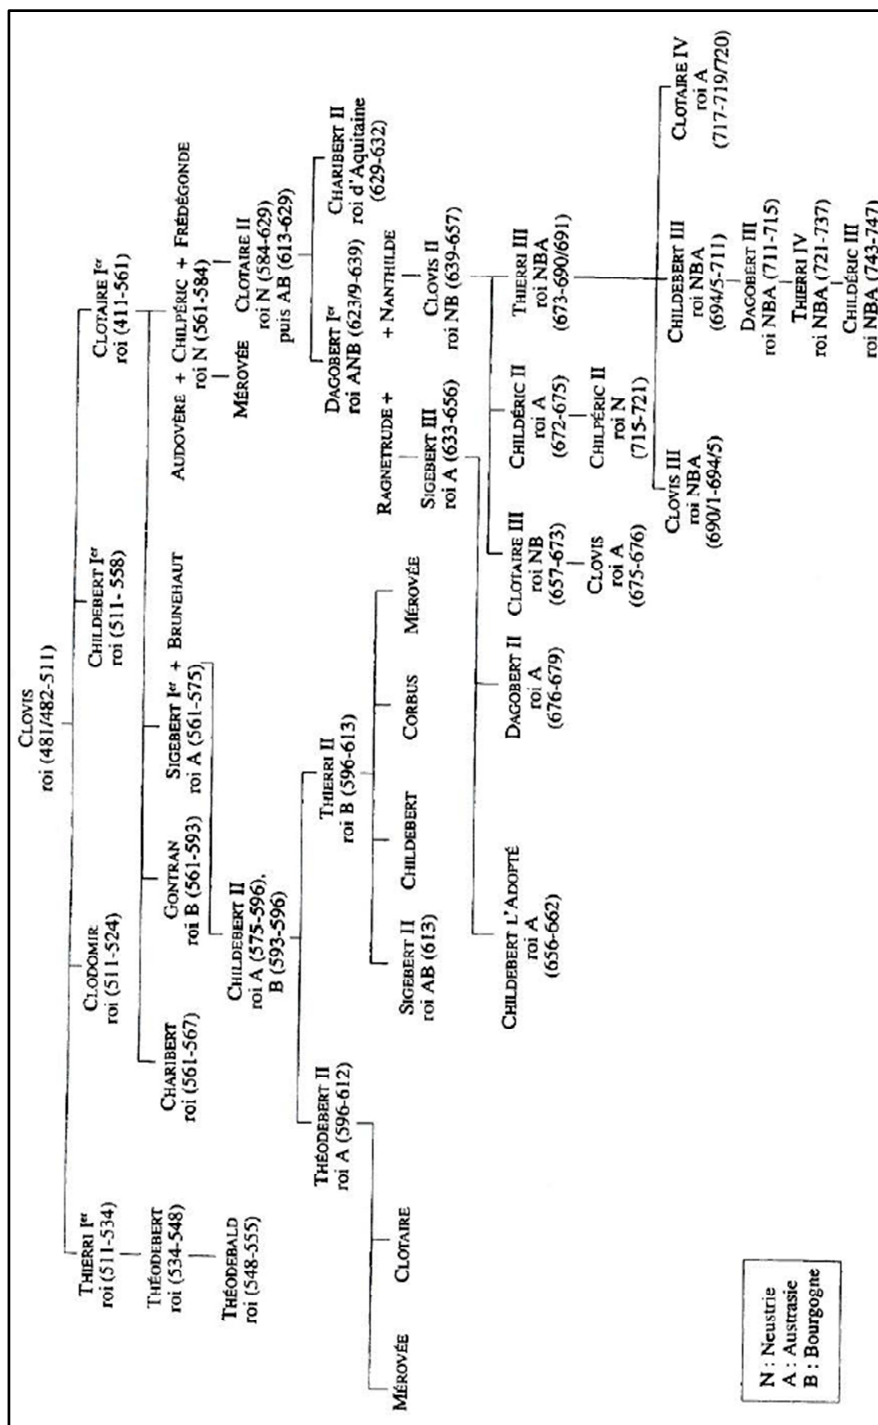 CLOVIS
roi (481/482-511)
THIERRI Iᵉʳ
roi (511-534)
CLODOMIR
roi (511-524)
CHILDEBERT Iᵉʳ
roi (511- 558)
CLOTAIRE Iᵉʳ
roi (411-561)
THÉODEBERT
roi (534-548)
CHARIBERT
roi (561-567)
GONTRAN
roi B (561-593)
SIGEBERT Iᵉʳ + BRUNEHAUT
roi A (561-575)
AUDOVÈRE + CHILPÉRIC + FRÉDÉGONDE
roi N (561-584)
THÉODEBALD
roi (548-555)
CHILDEBERT II
roi A (575-596),
B (593-596)
MÉROVÉE
CLOTAIRE II
roi N (584-629)
puis AB (613-629)
THÉODEBERT II
roi A (596-612)
THIERRI II
roi B (596-613)
DAGOBERT Iᵉʳ
roi ANB (623/9-639)
CHARIBERT II
roi d'Aquitaine
(629-632)
MÉROVÉE
CLOTAIRE
SIGEBERT II
roi AB (613)
CHILDEBERT
CORBUS
MÉROVÉE
RAGNETRUDE +
+ NANTHILDE
SIGEBERT III
roi A (633-656)
CLOVIS II
roi NB (639-657)
CHILDEBERT L'ADOPTÉ
roi A
(656-662)
DAGOBERT II
roi A
(676-679)
CLOTAIRE III
roi NB
(657-673)
CHILDÉRIC II
roi A
(672-675)
THIERRI III
roi NBA
(673-690/691)
CLOVIS
roi A
(675-676)
CHILPÉRIC II
roi N
(715-721)
CLOVIS III
roi NBA
(690/1-694/5)
CHILDEBERT III
roi NBA
(694/5-711)
CLOTAIRE IV
roi A
(717-719/720)
DAGOBERT III
roi NBA (711-715)
THIERRI IV
roi NBA (721-737)
CHILDÉRIC III
roi NBA (743-747)
N : Neustrie
A : Austrasie
B : Bourgogne